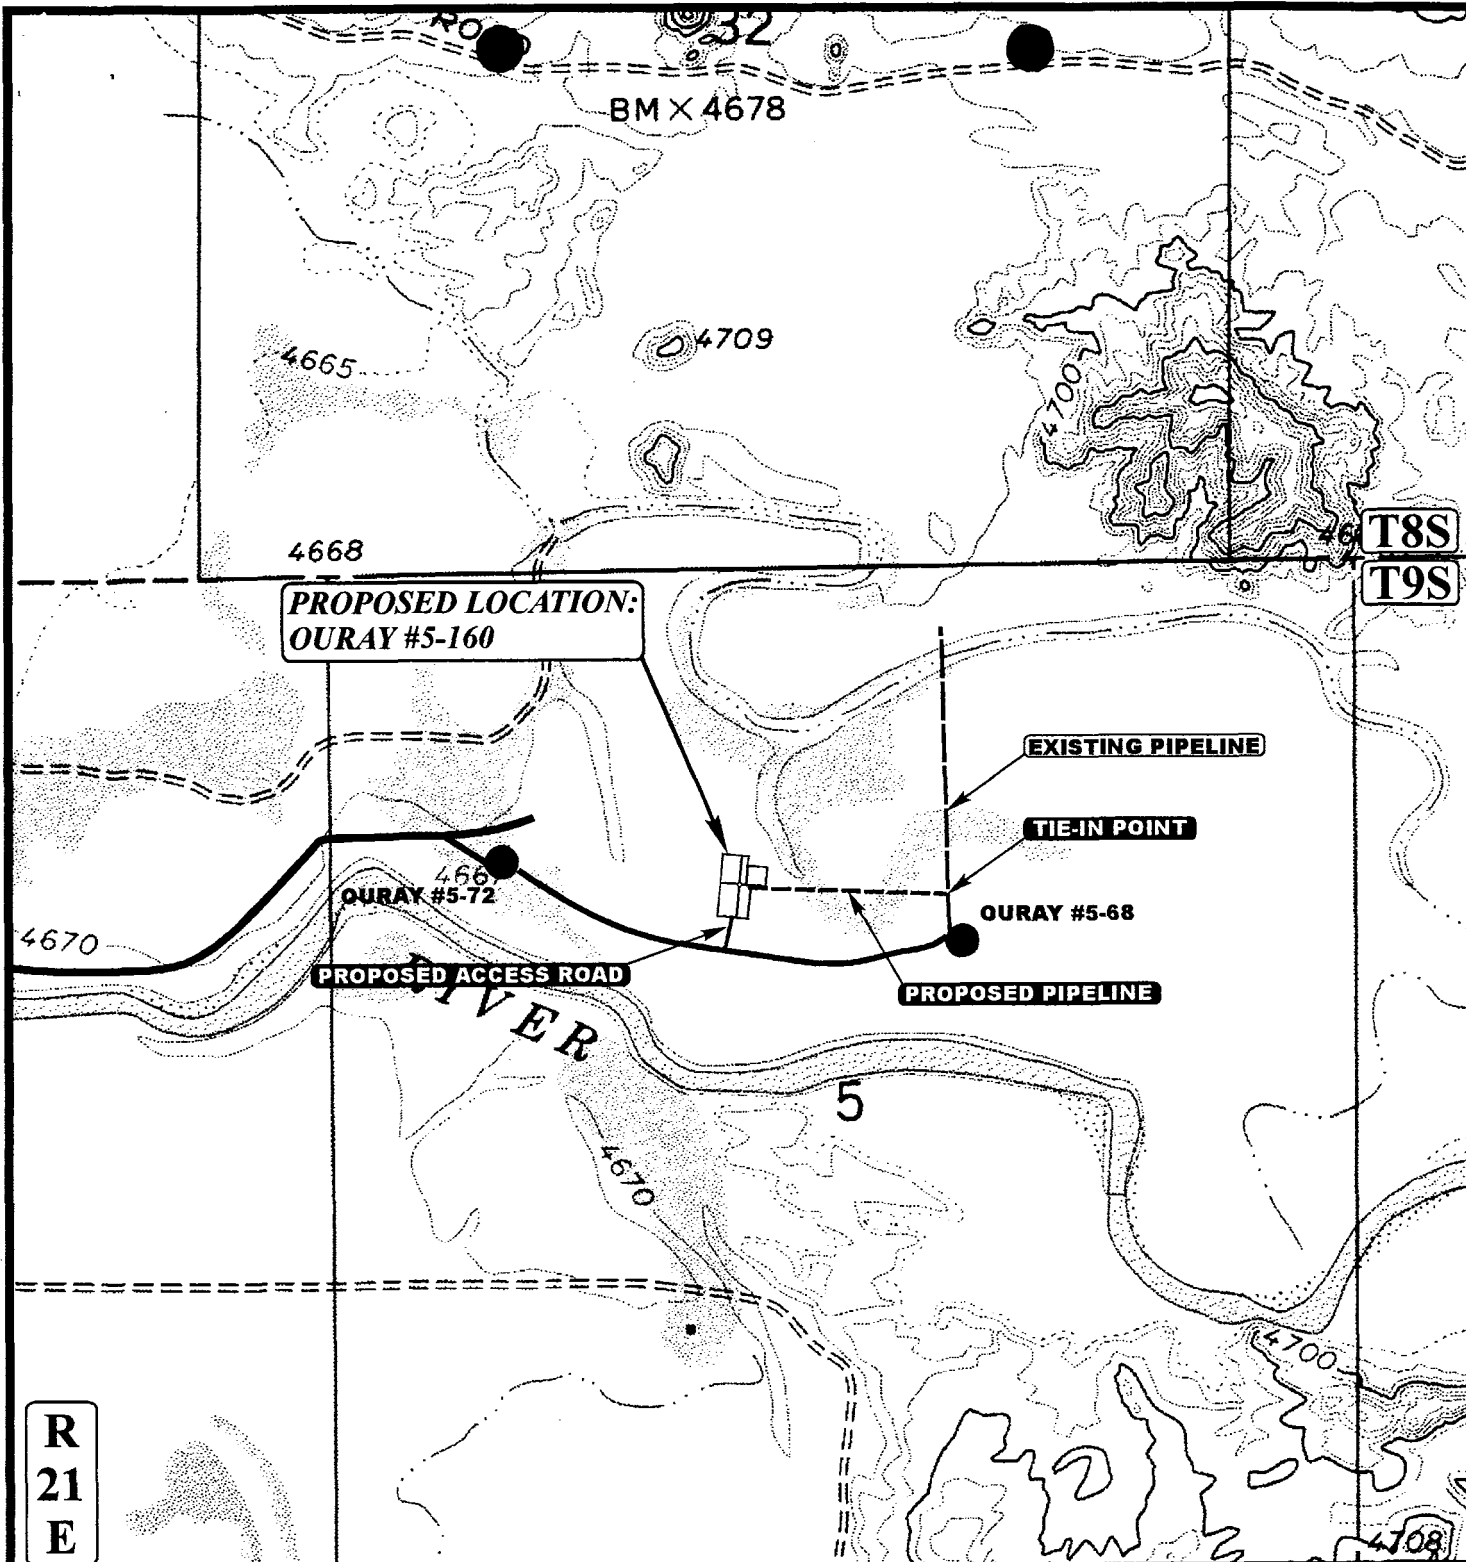 32
BM × 4678
4709
4665
4700
T8S
4668
T9S
PROPOSED LOCATION:
OURAY #5-160
EXISTING PIPELINE
TIE-IN POINT
OURAY #5-72
OURAY #5-68
4670
PROPOSED ACCESS ROAD
PROPOSED PIPELINE
RIVER
5
4670
4700
R
21
E
4708